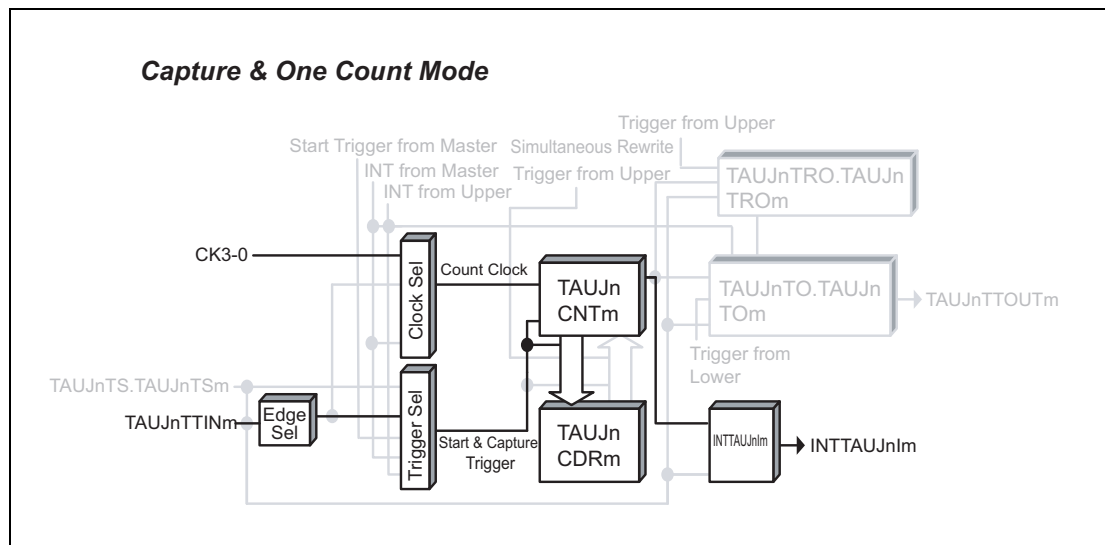 Capture & One Count Mode
Trigger from Upper
Start Trigger from Master
Simultaneous Rewrite
INT from Master
Trigger from Upper
INT from Upper
TAUJnTRO.TAUJn
TROm
CK3-0
Clock Sel
Count Clock
TAUJn
CNTm
TAUJnTO.TAUJn
TOm
TAUJnTTOUTm
Trigger from
Lower
TAUJnTS.TAUJnTSm
TAUJnTTINm
Edge
Sel
Trigger Sel
Start & Capture
Trigger
TAUJn
CDRm
INTTAUJnIm
INTTAUJnIm